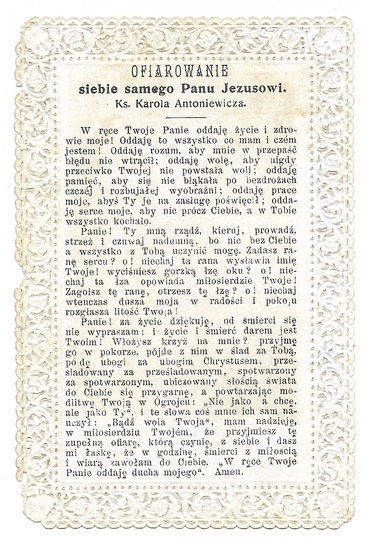 OFIAROWANIE
siebie samego Panu Jezusowi.
Ks. Karola Antoniewicza.
W ręce Twoje Panie oddaję życie i zdro-
wie moje! Oddaję to wszystko co mam i czém
jestem! Oddaję rozum, aby mnie w przepaść
błędu nie wtrącił; oddaję wolę, aby nigdy
przeciwko Twojej nie powstała woli; oddaję
pamięć, aby się nie błąkała po bezdrożach
czczéj i rozbujałej wyobraźni; oddaję prace
moje, abyś Ty je na zasługę poświęcił; odda-
ję serce moje, aby nic prócz Ciebie, a w Tobie
wszystko kochało.
Panie! Ty mną rządź, kieruj, prowadź,
strzeż i czuwaj nademną, bo nic bez Ciebie
a wszystko z Tobą uczynić mogę. Zadasz ra-
nę sercu? o! niechaj ta rana wysławia imię
Twoje! wyciśniesz gorzką łzę oku? o! nie-
chaj ta łza opowiada miłosierdzie Twoje!
Zagoisz tę ranę, otrzesz tę łzę? o! niechaj
wtenczas dusza moja w radości i pokoju
rozgłasza litość Twoja!
Panie! za życie dziękuję, od śmierci się
nie wypraszam: i życie i śmierć darem jest
Twoim! Włożysz krzyż na mnie? przyjmę
go w pokorze, pójdę z nim w ślad za Tobą,
pójdę ubogi za ubogim Chrystusem, prze-
śladowany za prześladowanym, spotwarzony
za spotwarzonym, ubiczowany złością świata
do Ciebie się przygarnę, a powtarzając mo-
dlitwę Twoją w Ogrojcu: „Nie jako a chcę,
ale jako Ty“. i te słowa coś mnie ich sam na-
uczył: „Bądź wola Twoja“, mam nadzieję,
w miłosierdziu Twojém, że przyjmiesz tę
zupełną ofiarę, którą czynię, z siebie i dasz
mi łaskę, że w godzinę, śmierci z miłością
i wiarą zawołam do Ciebie. „W ręce Twoje
Panie oddaję ducha mojego“. Amen.